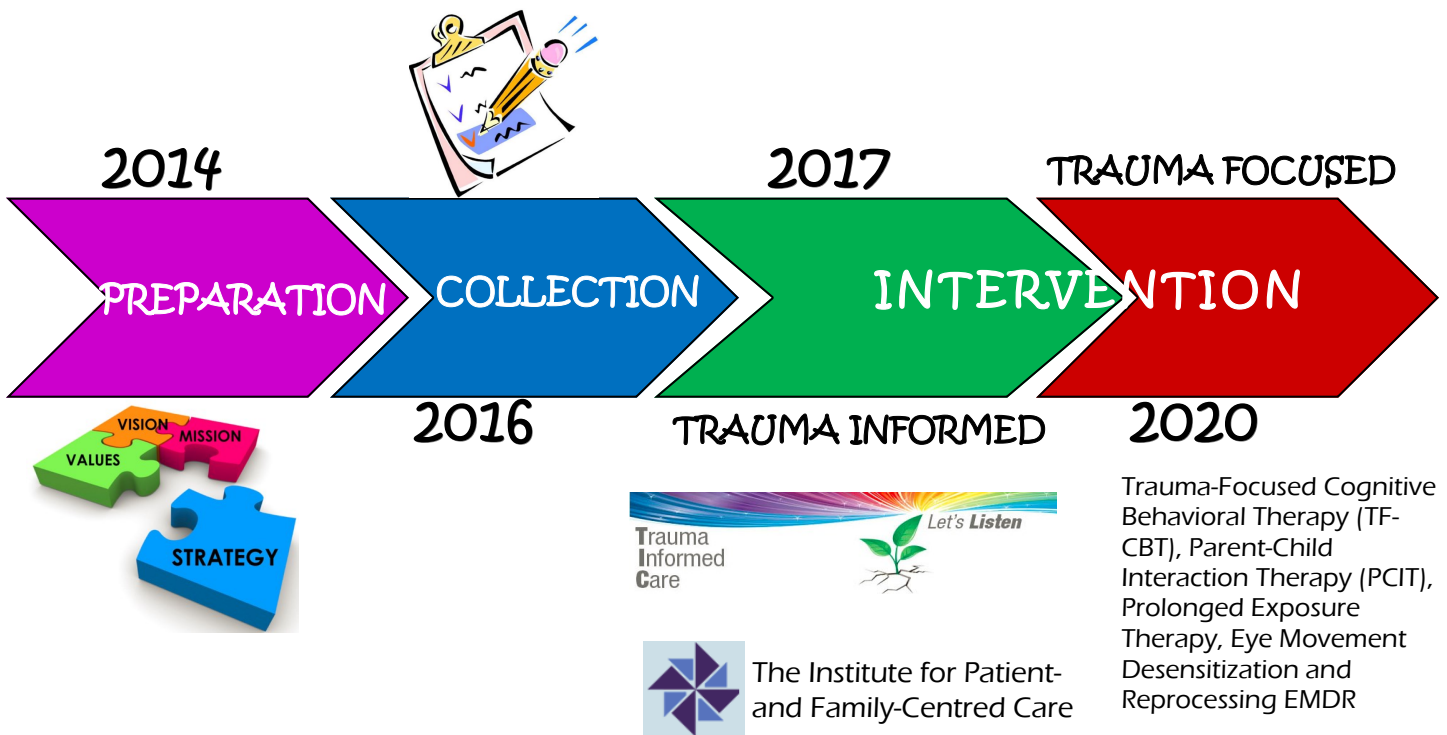 2014
2017
TRAUMA FOCUSED
PREPARATION
COLLECTION
INTERVENTION
2016
TRAUMA INFORMED
2020
VISION
MISSION
VALUES
STRATEGY
Let's Listen
Trauma
Informed
Care
The Institute for Patient-
and Family-Centred Care
Trauma-Focused Cognitive
Behavioral Therapy (TF-
CBT), Parent-Child
Interaction Therapy (PCIT),
Prolonged Exposure
Therapy, Eye Movement
Desensitization and
Reprocessing EMDR